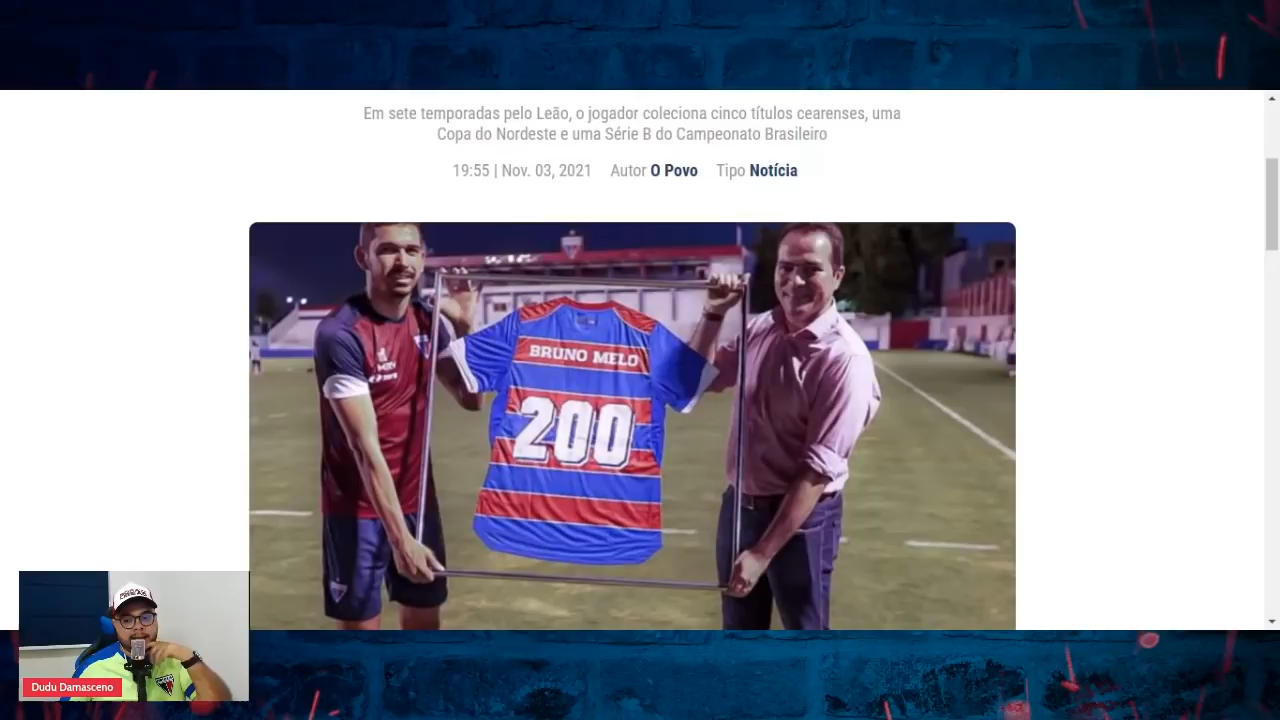 Em sete temporadas pelo Leão, o jogador coleciona cinco títulos cearenses, uma
Copa do Nordeste e uma Série B do Campeonato Brasileiro
19:55 | Nov. 03, 2021 Autor O Povo Tipo Notícia
BRUNO MELO
200
Dudu Damasceno